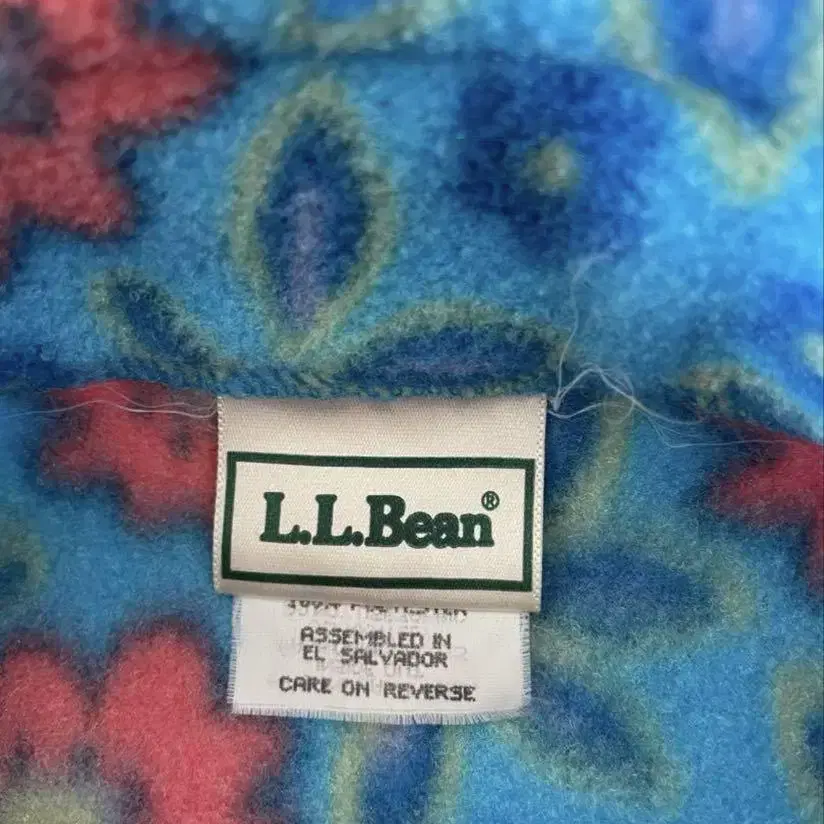 L.L.Bean®
ASSEMBLED IN
EL SALVADOR
CARE ON REVERSE